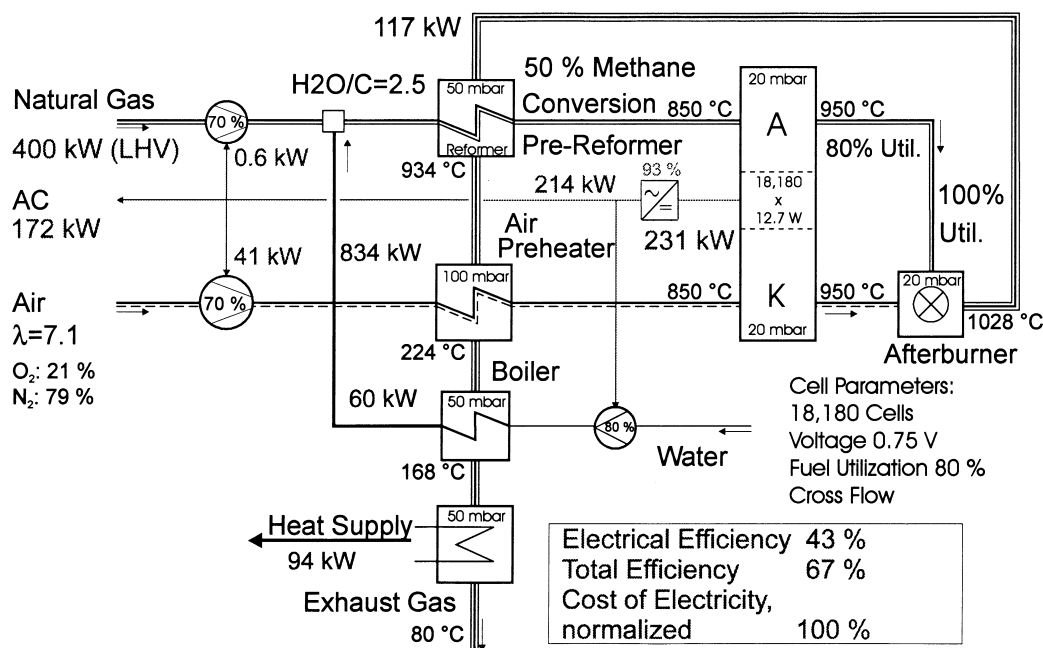 117 kW
H2O/C=2.5
50 mbar
Reformer
934 °C
50 % Methane
Conversion
Pre-Reformer
850 °C
20 mbar
A
950 °C
80% Util.
Natural Gas
400 kW (LHV)
70 %
0.6 kW
AC
172 kW
214 kW
93 %
231 kW
18,180
x
12.7 W
100%
Util.
834 kW
Air
Preheater
41 kW
100 mbar
Air
λ=7.1
O2: 21 %
N2: 79 %
70 %
224 °C
850 °C
K
20 mbar
950 °C
20 mbar
1028 °C
Afterburner
Boiler
60 kW
50 mbar
168 °C
80 %
Water
Cell Parameters:
18,180 Cells
Voltage 0.75 V
Fuel Utilization 80 %
Cross Flow
Heat Supply
94 kW
50 mbar
Exhaust Gas
80 °C
Electrical Efficiency 43 %
Total Efficiency 67 %
Cost of Electricity,
normalized 100 %